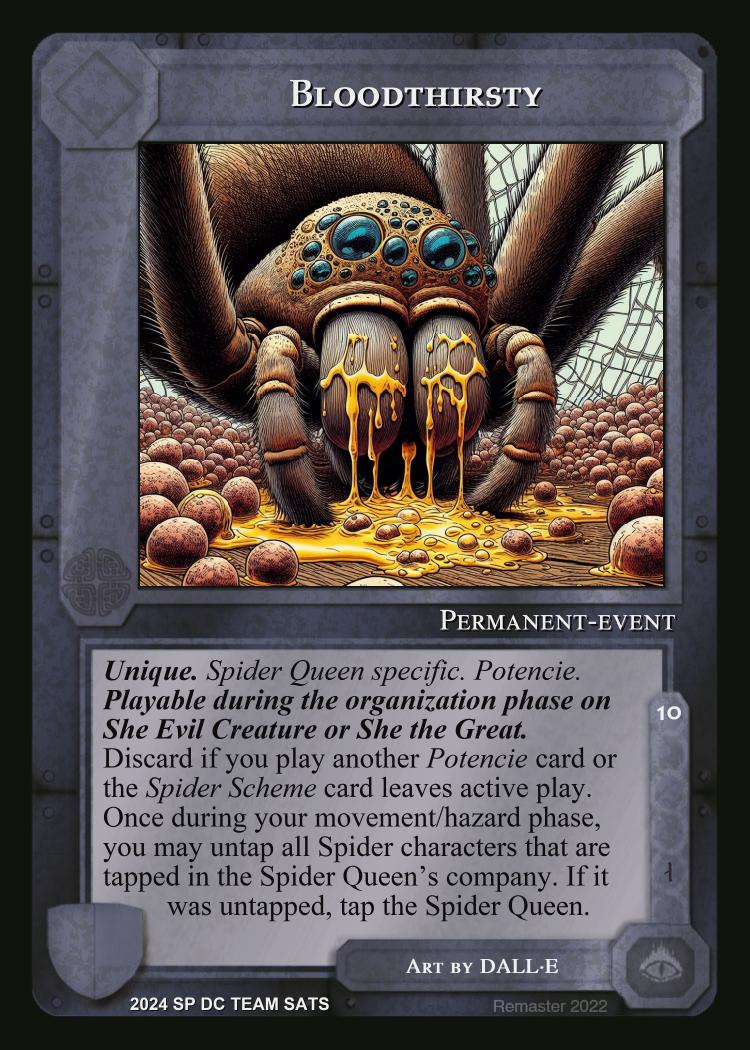 Bloodthirsty
Permanent-event
Unique. Spider Queen specific. Potencie.
Playable during the organization phase on
She Evil Creature or She the Great.
Discard if you play another Potencie card or
the Spider Scheme card leaves active play.
Once during your movement/hazard phase,
you may untap all Spider characters that are
tapped in the Spider Queen’s company. If it
was untapped, tap the Spider Queen.
10
Art by DALL·E
2024 SP DC TEAM SATS
Remaster 2022